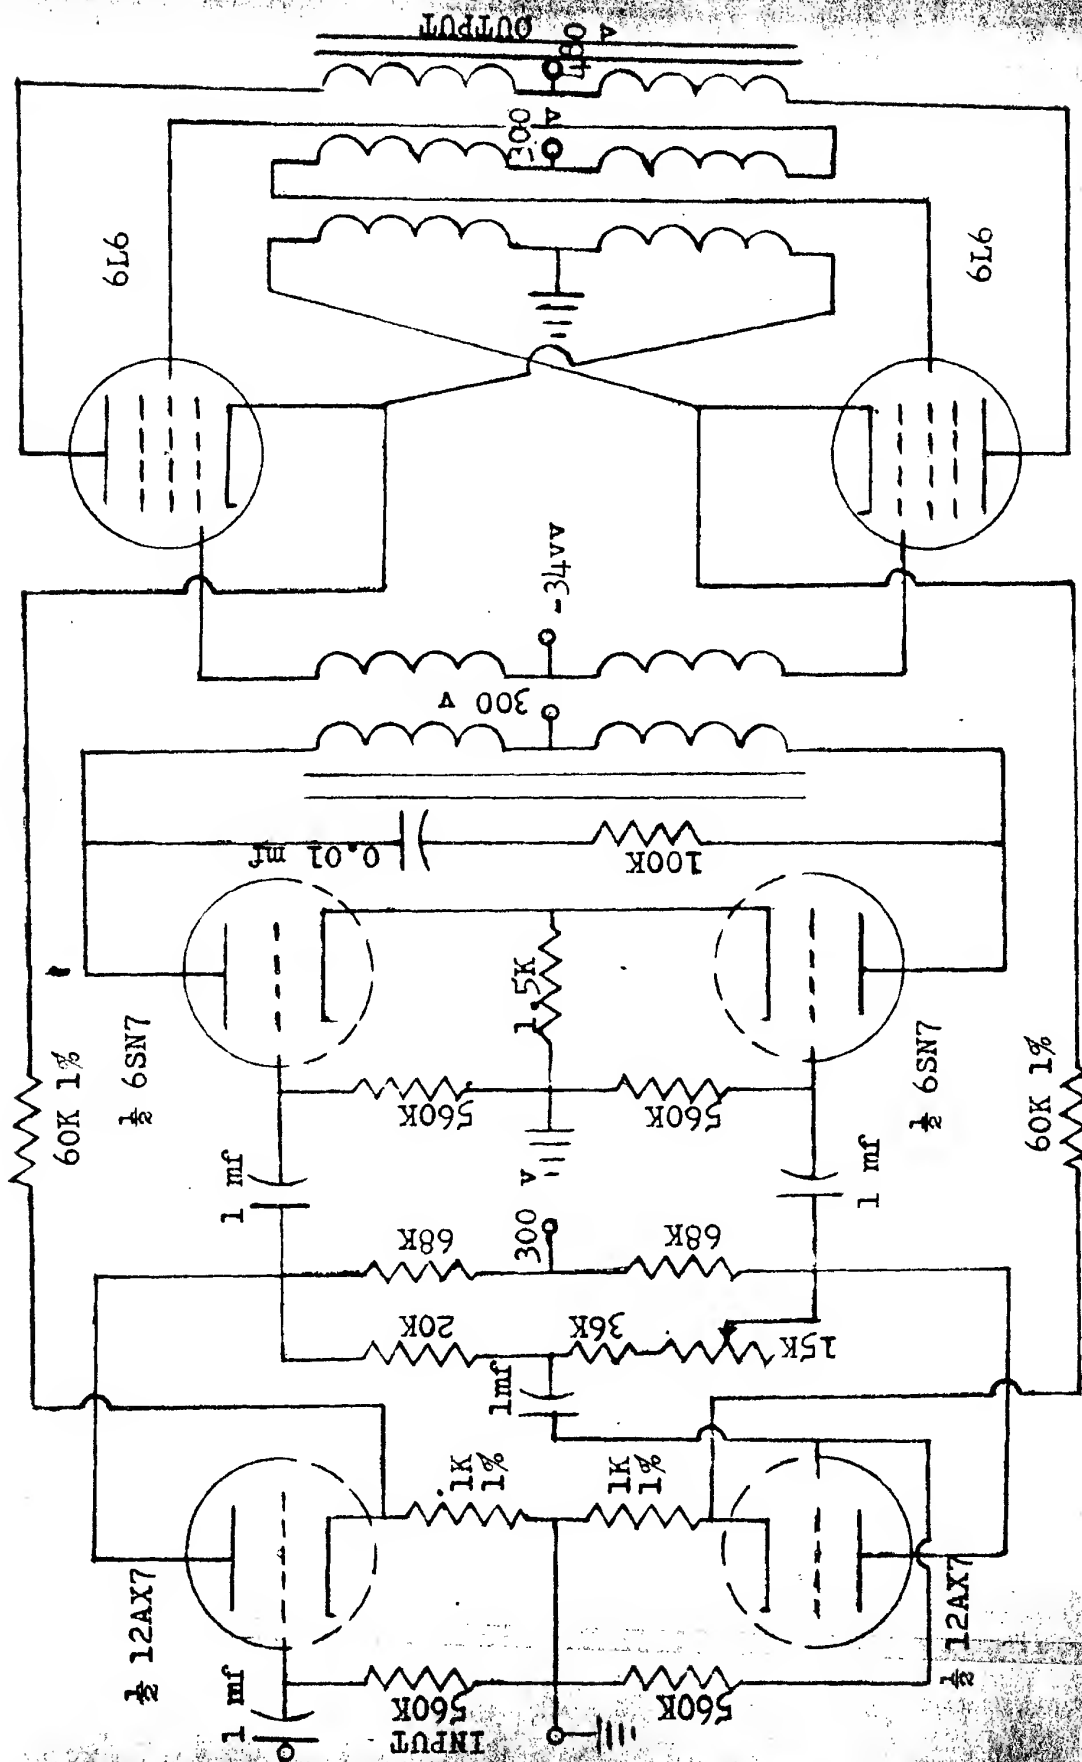 OUTPUT
480
v
300
v
6L6
6L6
-34vv
300 v
0.01 mf
100K
60K 1%
½ 6SN7
1.5K
½ 6SN7
60K 1%
560K
560K
1 mf
1 mf
300 v
68K
68K
20K
36K
15K
1mf
1K
1%
1K
1%
½ 12AX7
½ 12AX7
1 mf
560K
560K
INPUT